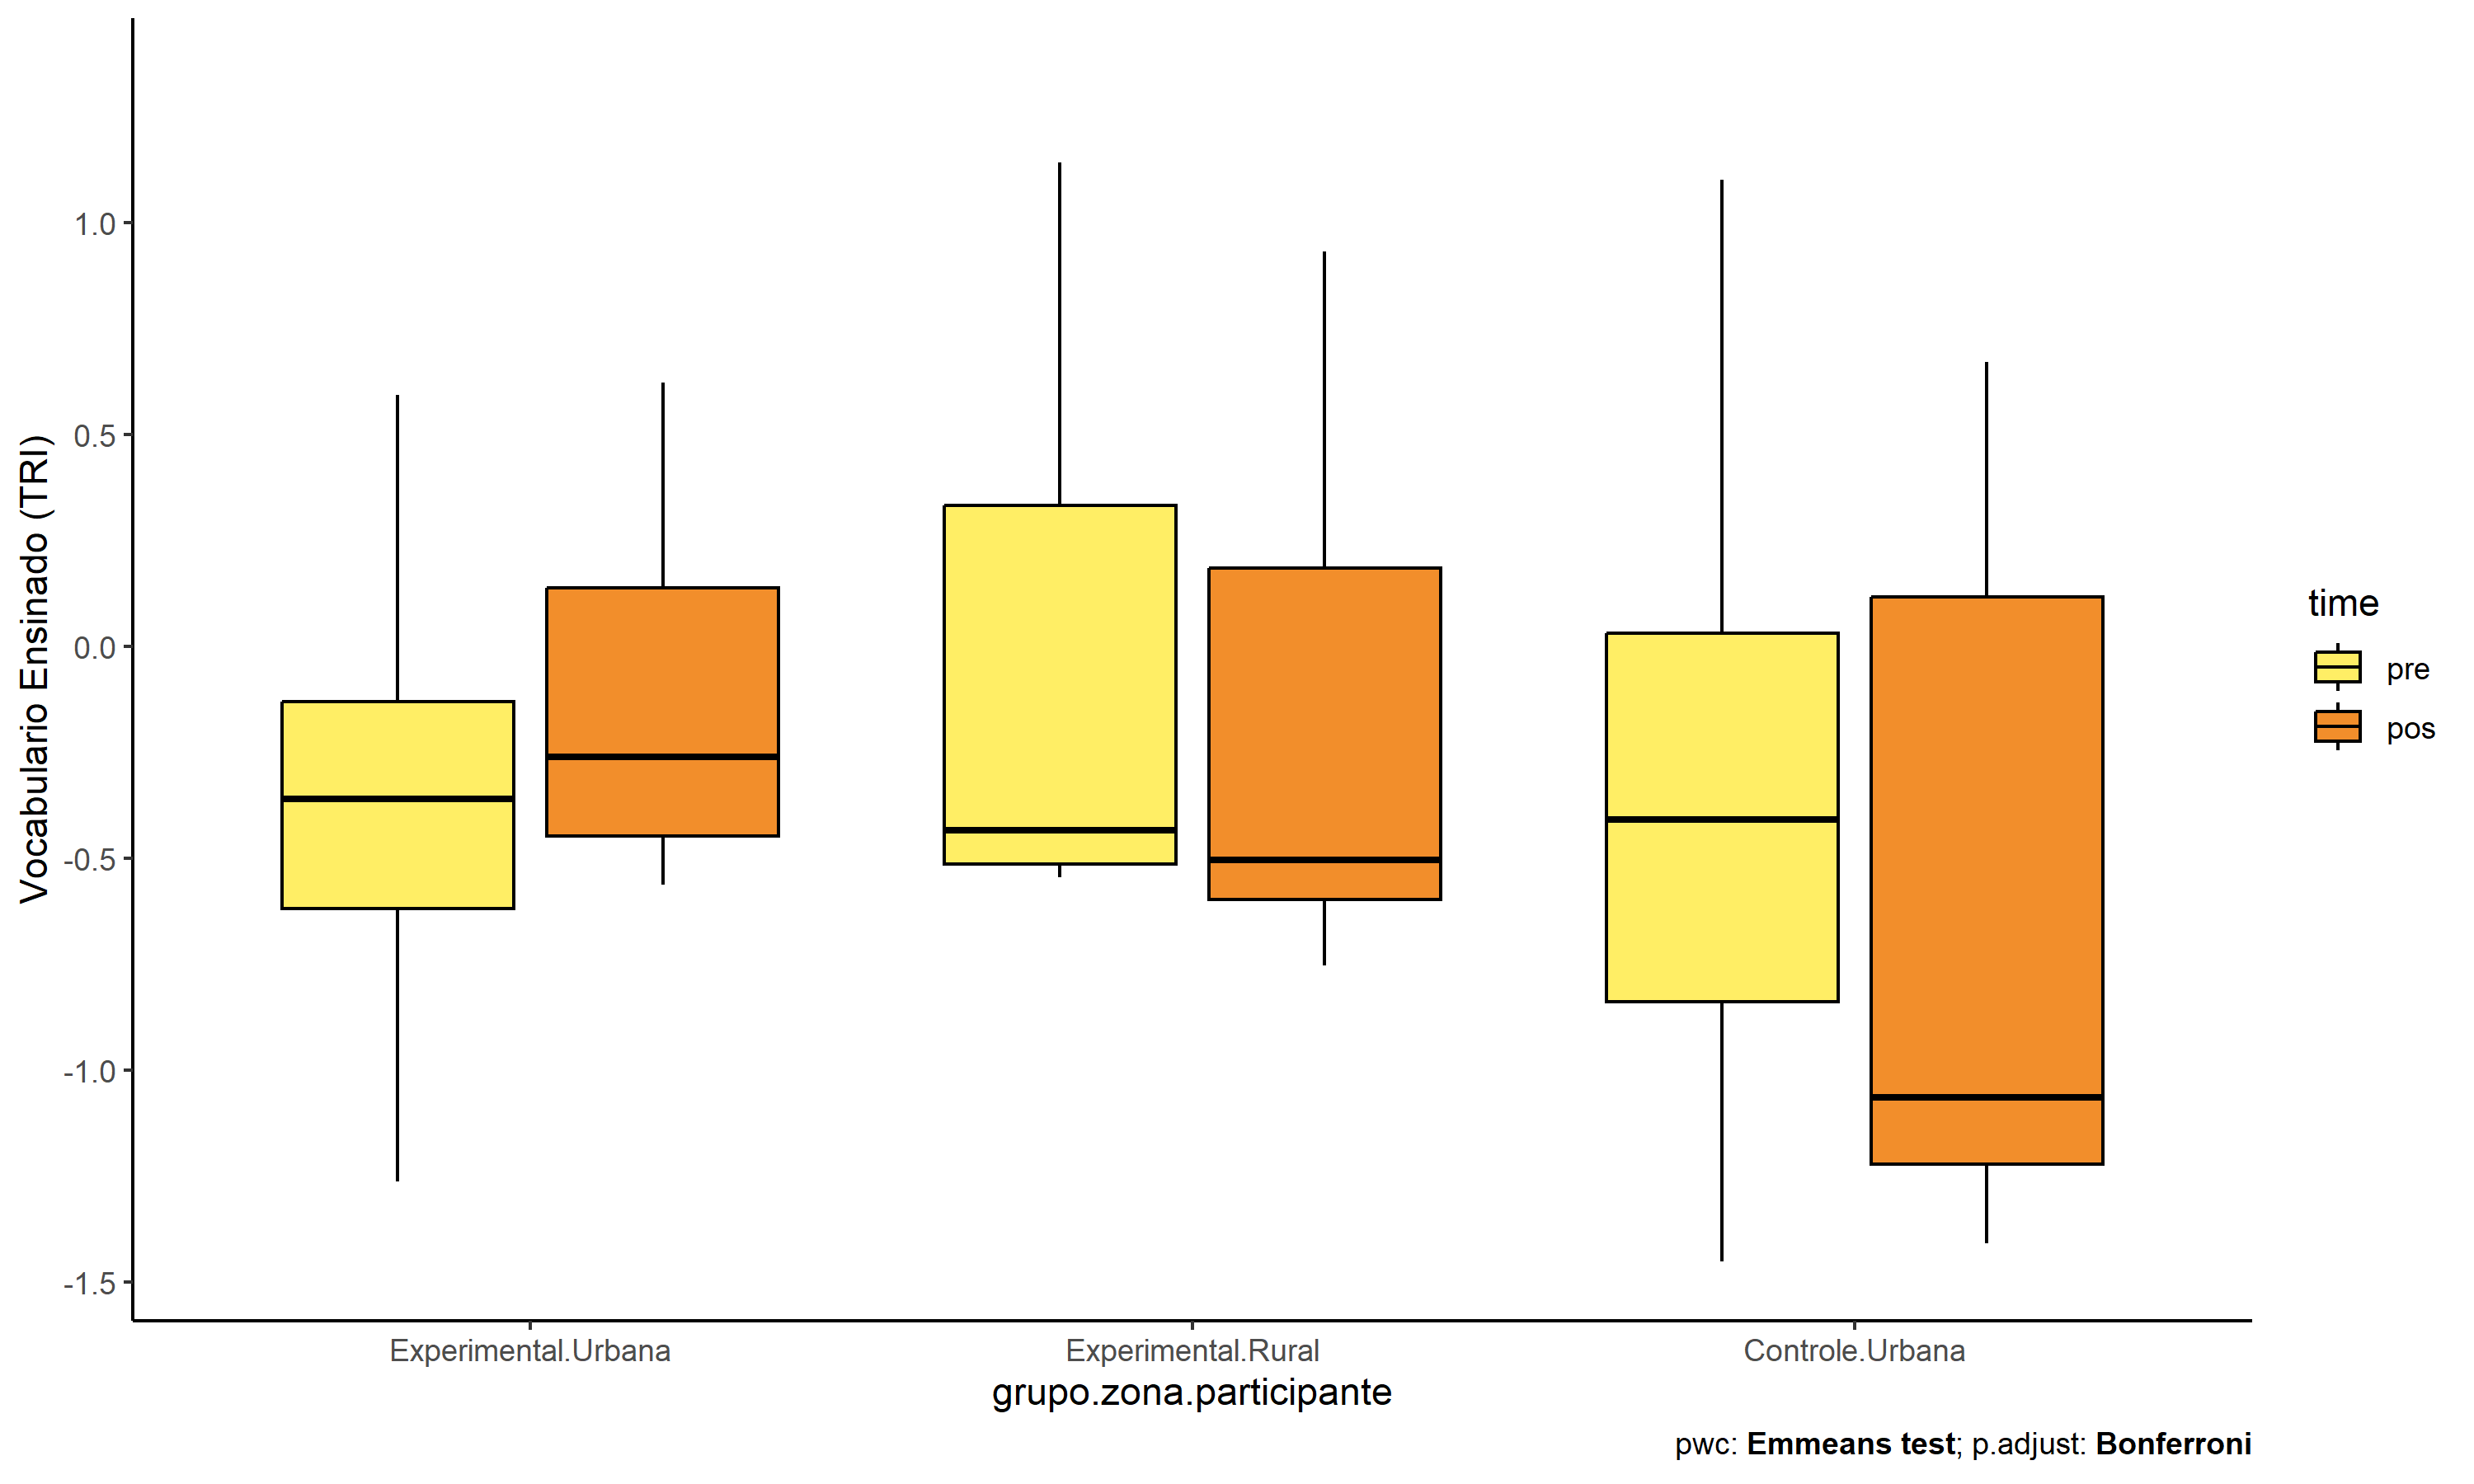 Vocabulario Ensinado (TRI)
1.0
0.5
0.0
-0.5
-1.0
-1.5
Experimental.Urbana
Experimental.Rural
Controle.Urbana
grupo.zona.participante
time
pre
pos
pwc: Emmeans test; p.adjust: Bonferroni